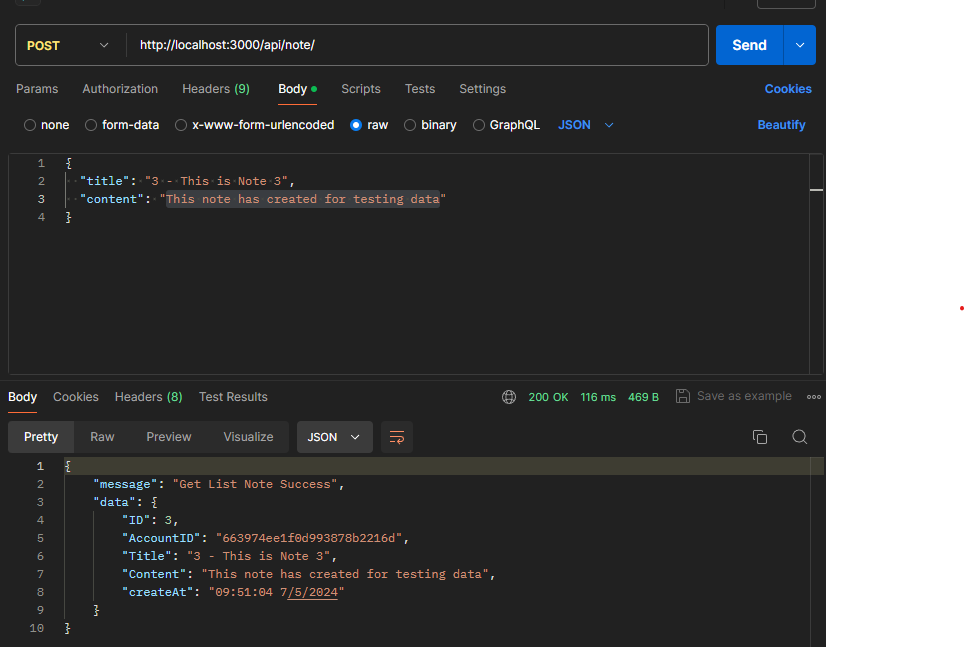 POST http://localhost:3000/api/note/ Send
Params Authorization Headers (9) Body Scripts Tests Settings Cookies
none form-data x-www-form-urlencoded raw binary GraphQL JSON Beautify
1 {
2 "title": "3 - This is Note 3",
3 "content": "This note has created for testing data"
4 }
Body Cookies Headers (8) Test Results 200 OK 116 ms 469 B Save as example
Pretty Raw Preview Visualize JSON
1 {
2 "message": "Get List Note Success",
3 "data": {
4 "ID": 3,
5 "AccountID": "663974ee1f0d993878b2216d",
6 "Title": "3 - This is Note 3",
7 "Content": "This note has created for testing data",
8 "createAt": "09:51:04 7/5/2024"
9 }
10 }